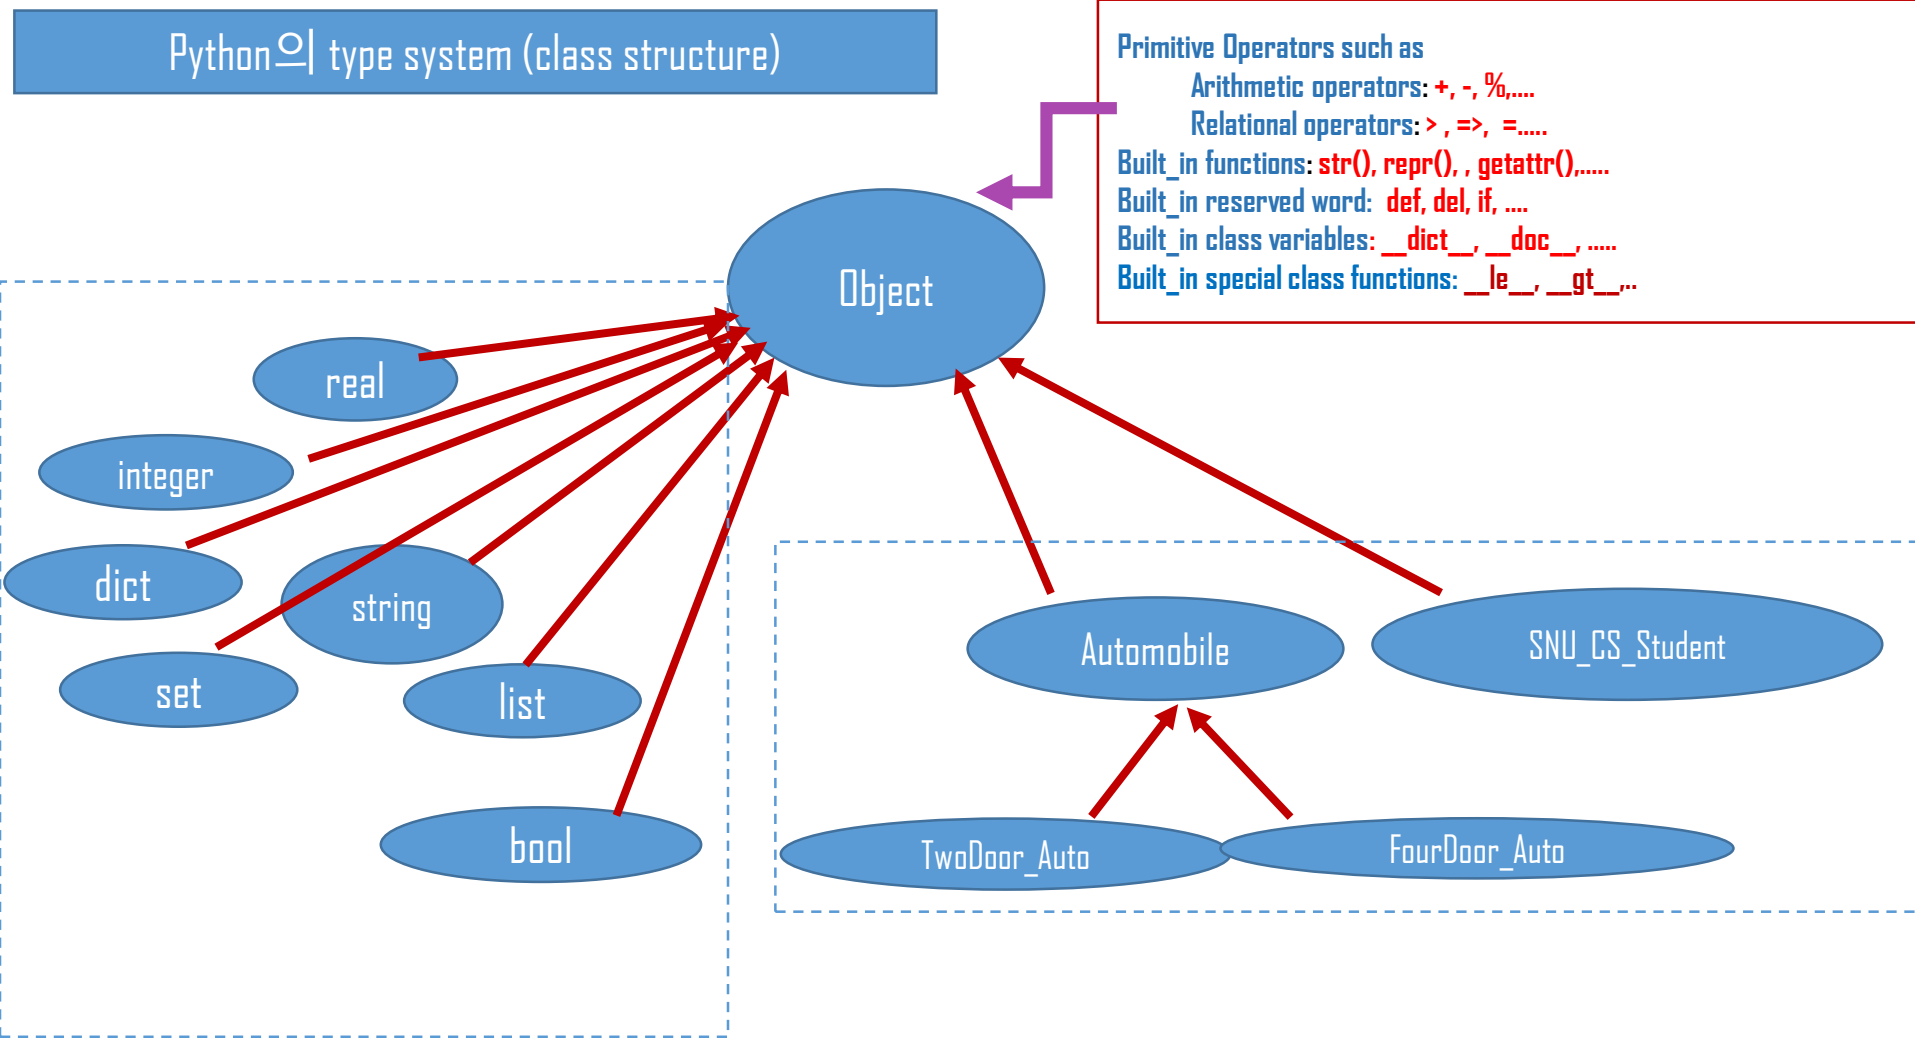 Python의 type system (class structure)
Primitive Operators such as
Arithmetic operators: +, -, %,....
Relational operators: > , =>, =.....
Built_in functions: str(), repr(), , getattr(),.....
Built_in reserved word: def, del, if, ....
Built_in class variables: __dict__, __doc__, .....
Built_in special class functions: __le__, __gt__,..
Object
real
integer
dict
string
set
list
bool
Automobile
SNU_CS_Student
TwoDoor_Auto
FourDoor_Auto